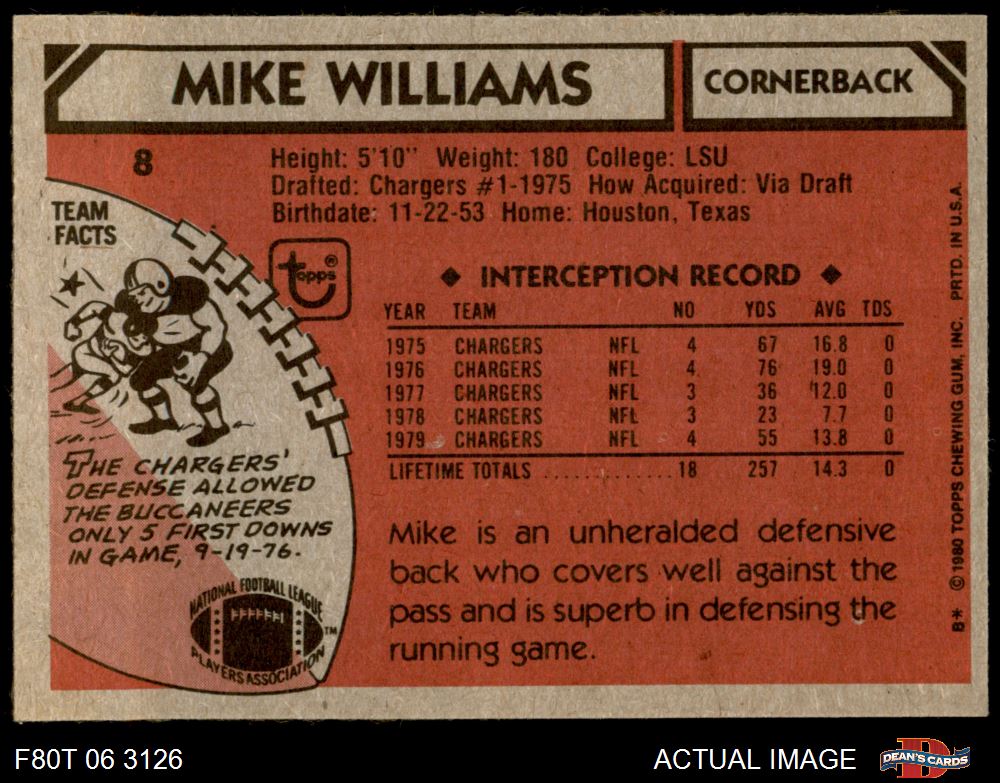 MIKE WILLIAMS
CORNERBACK
8
Height: 5'10" Weight: 180 College: LSU
Drafted: Chargers #1-1975 How Acquired: Via Draft
Birthdate: 11-22-53 Home: Houston, Texas
TEAM
FACTS
topps®
◆ INTERCEPTION RECORD ◆
YEAR TEAM NO YDS AVG TDS
1975 CHARGERS NFL 4 67 16.8 0
1976 CHARGERS NFL 4 76 19.0 0
1977 CHARGERS NFL 3 36 12.0 0
1978 CHARGERS NFL 3 23 7.7 0
1979 CHARGERS NFL 4 55 13.8 0
LIFETIME TOTALS ............ 18 257 14.3 0
THE CHARGERS'
DEFENSE ALLOWED
THE BUCCANEERS
ONLY 5 FIRST DOWNS
IN GAME, 9-19-76.
NATIONAL FOOTBALL LEAGUE
PLAYERS ASSOCIATION
TM
Mike is an unheralded defensive
back who covers well against the
pass and is superb in defensing the
running game.
B* © 1980 TOPPS CHEWING GUM, INC. PRTD. IN U.S.A.
F80T 06 3126
ACTUAL IMAGE
D
DEAN'S CARDS